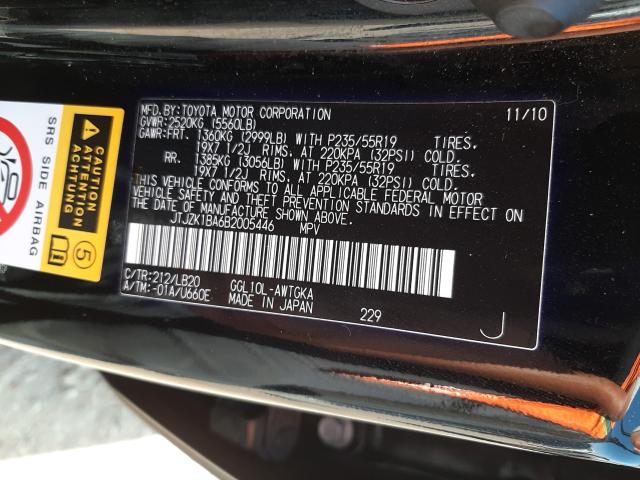 MFD. BY: TOYOTA MOTOR CORPORATION 11/10
GVWR: 2520KG (5560LB)
GAWR: FRT. 1360KG (2999LB) WITH P235/55R19 TIRES.
19X7 1/2J RIMS. AT 220KPA (32PSI) COLD.
RR. 1385KG (3056LB) WITH P235/55R19 TIRES.
19X7 1/2J RIMS. AT 220KPA (32PSI) COLD.
THIS VEHICLE CONFORMS TO ALL APPLICABLE FEDERAL MOTOR
VEHICLE SAFETY AND THEFT PREVENTION STANDARDS IN EFFECT ON
THE DATE OF MANUFACTURE SHOWN ABOVE.
JTJZK1BA6B2005446 MPV
C/TR: 212/LB20 GGL10L-AWTGKA
A/TM: -01A/U660E MADE IN JAPAN 229 J
SRS SIDE AIRBAG
CAUTION
ATTENTION
ACHTUNG
5